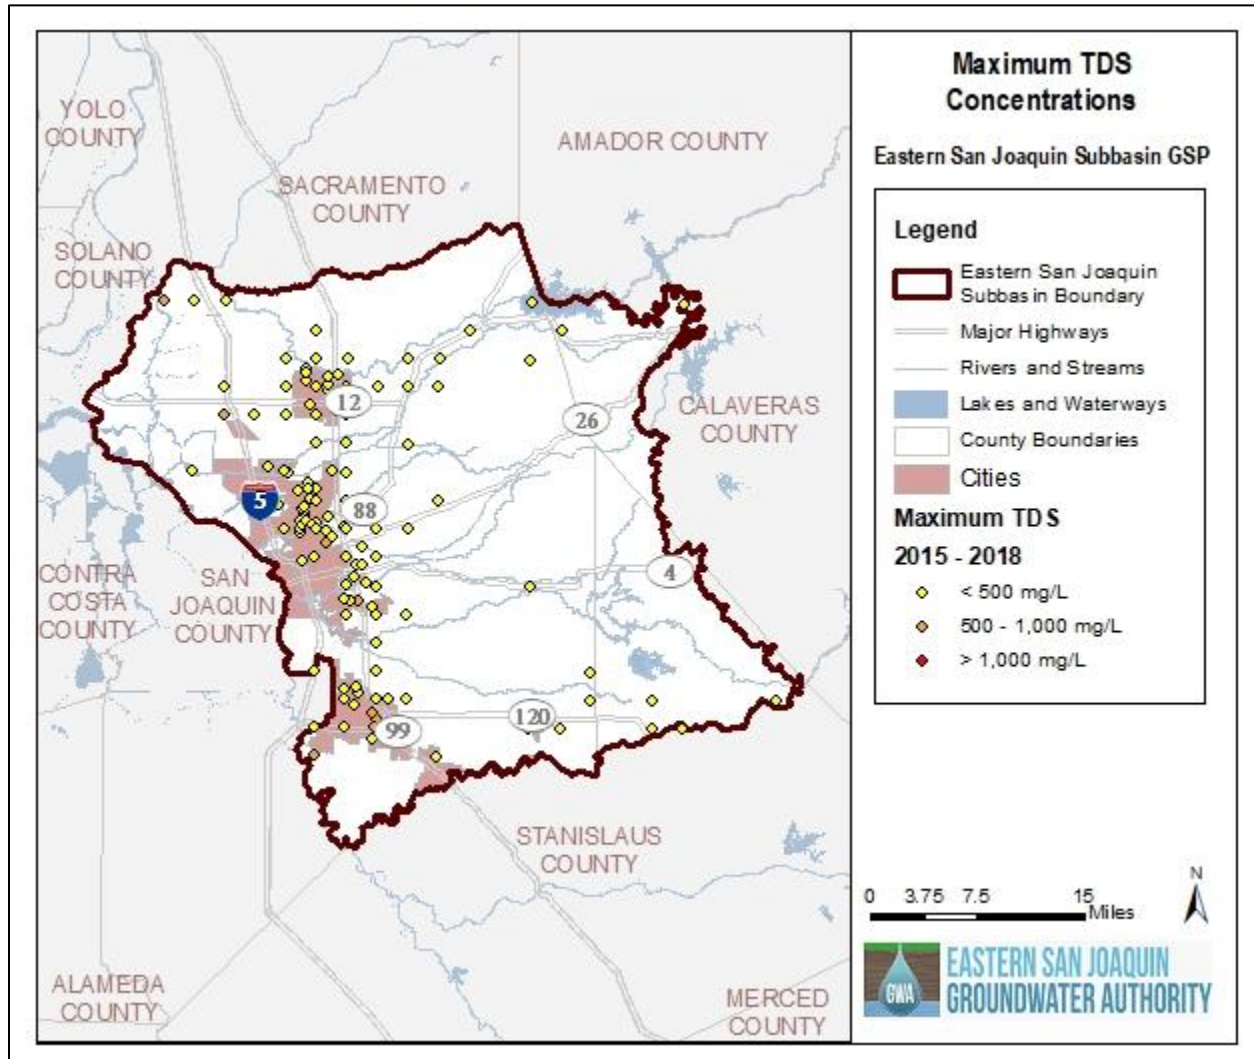 YOLO
COUNTY
AMADOR COUNTY
SACRAMENTO
COUNTY
SOLANO
COUNTY
12
26
CALAVERAS
COUNTY
5
88
CONTRA
COSTA
COUNTY
SAN
JOAQUIN
COUNTY
4
120
99
STANISLAUS
COUNTY
ALAMEDA
COUNTY
MERCED
COUNTY
Maximum TDS
Concentrations
Eastern San Joaquin Subbasin GSP
Legend
Eastern San Joaquin
Subbasin Boundary
Major Highways
Rivers and Streams
Lakes and Waterways
County Boundaries
Cities
Maximum TDS
2015 - 2018
< 500 mg/L
500 - 1,000 mg/L
> 1,000 mg/L
N
0 3.75 7.5 15
Miles
GWA
EASTERN SAN JOAQUIN
GROUNDWATER AUTHORITY